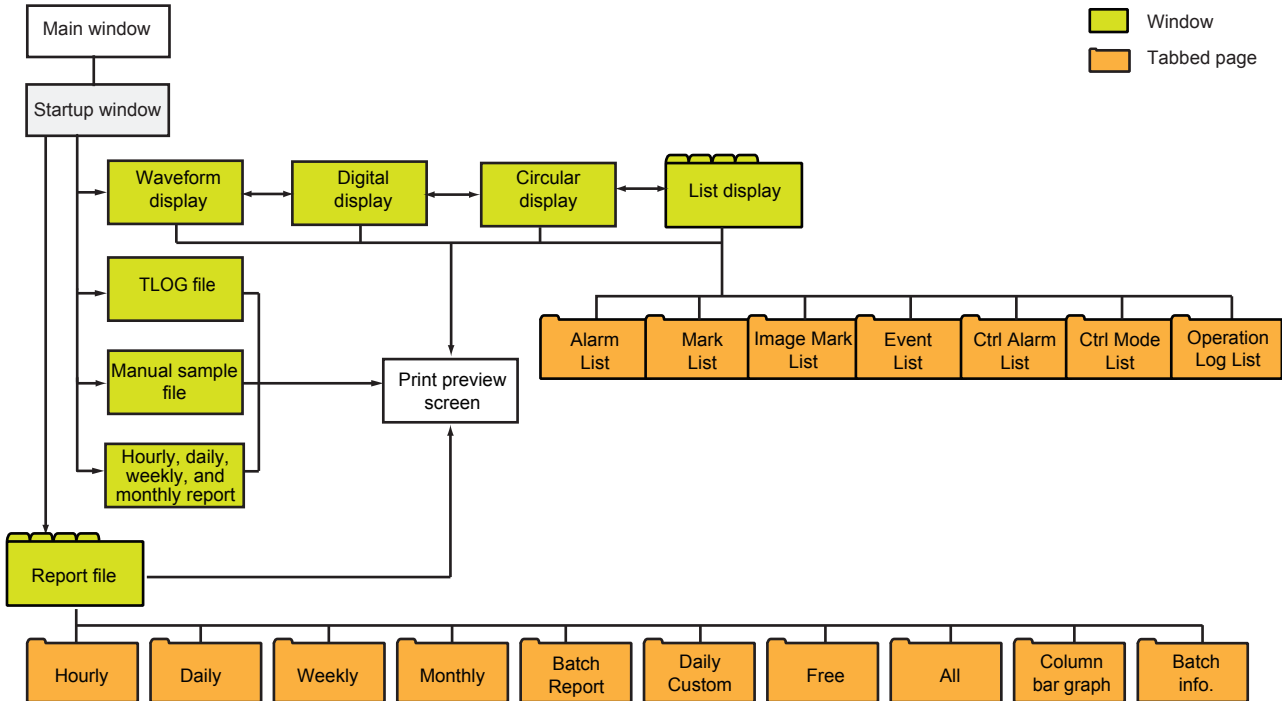 Main window
Window
Tabbed page
Startup window
Waveform
display
Digital
display
Circular
display
List display
TLOG file
Alarm
List
Mark
List
Image Mark
List
Event
List
Ctrl Alarm
List
Ctrl Mode
List
Operation
Log List
Manual sample
file
Print preview
screen
Hourly, daily,
weekly, and
monthly report
Report file
Hourly
Daily
Weekly
Monthly
Batch
Report
Daily
Custom
Free
All
Column
bar graph
Batch
info.